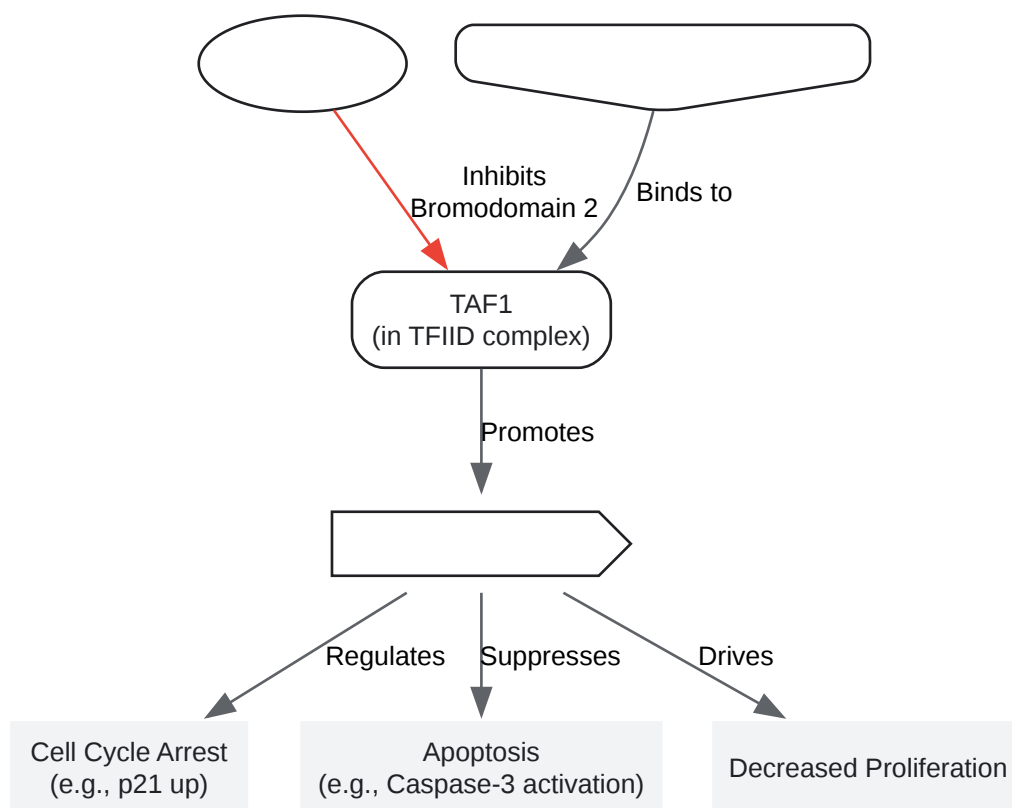 Inhibits
Bromodomain 2
Binds to
TAF1
(in TFIID complex)
Promotes
Regulates
Suppresses
Drives
Cell Cycle Arrest
(e.g., p21 up)
Apoptosis
(e.g., Caspase-3 activation)
Decreased Proliferation